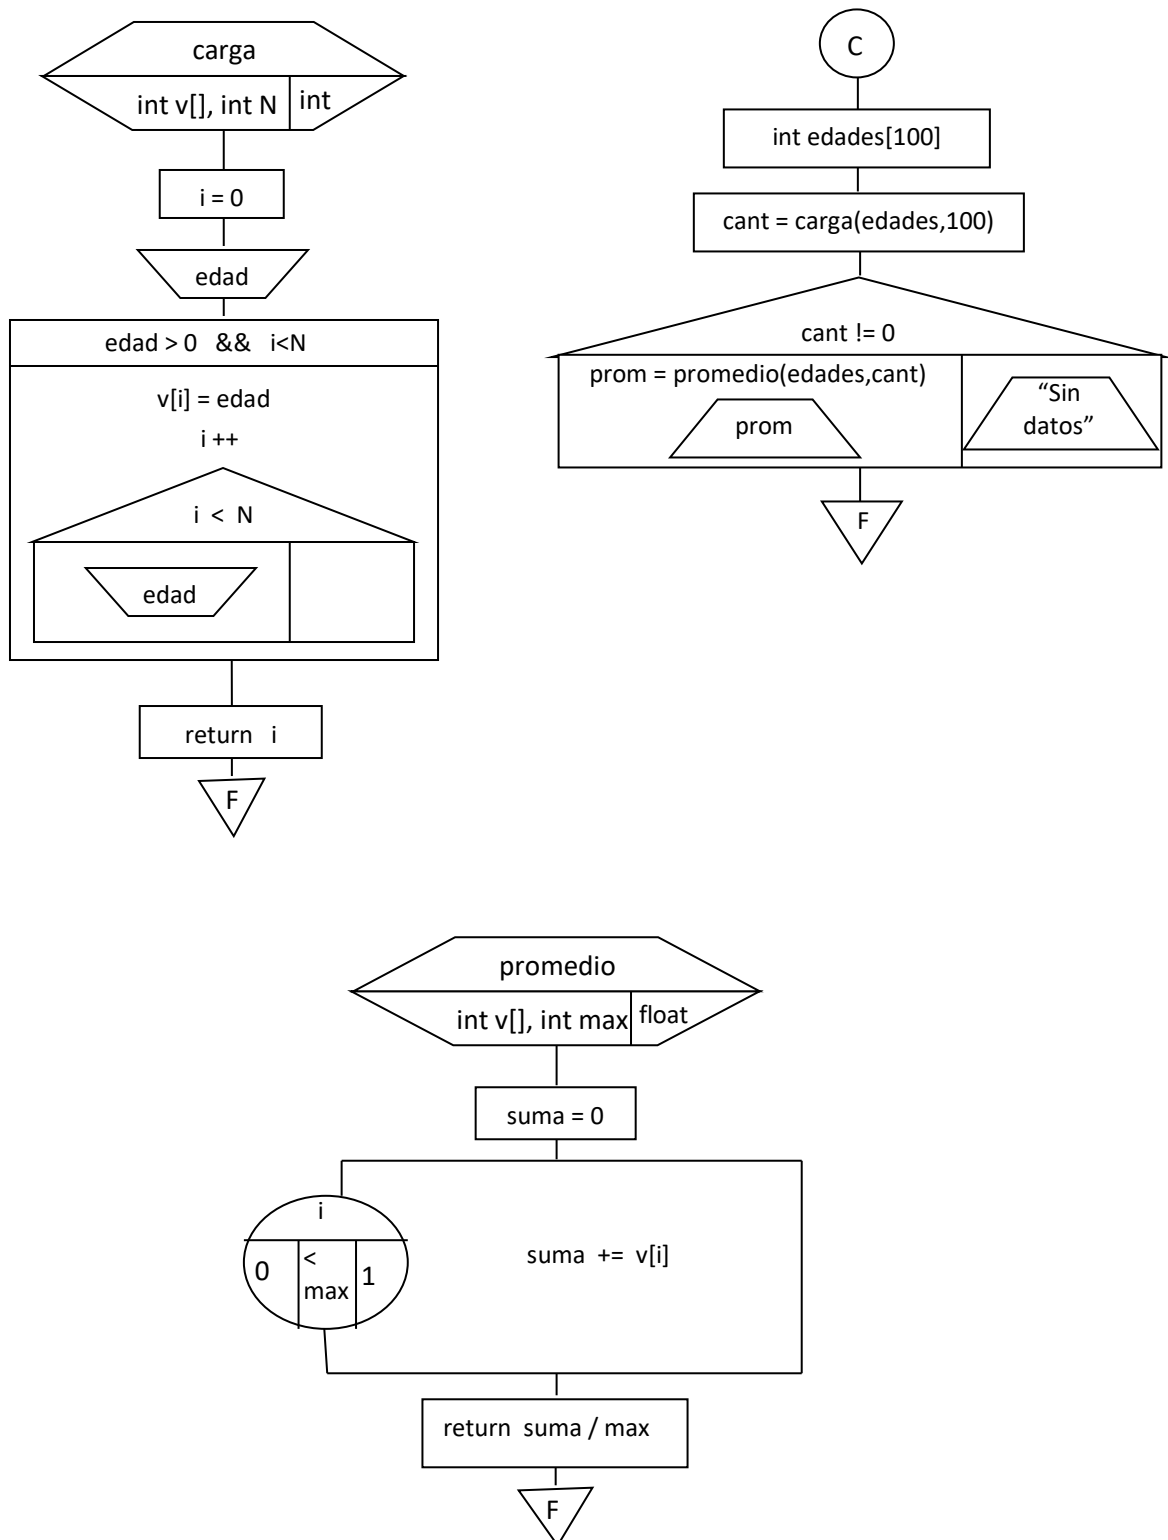 carga
int v[], int N
int
i = 0
edad
edad > 0 && i<N
v[i] = edad
i ++
i < N
edad
return i
F
C
int edades[100]
cant = carga(edades,100)
cant != 0
prom = promedio(edades,cant)
prom
“Sin
datos”
F
promedio
int v[], int max
float
suma = 0
i
0
<
max
1
suma += v[i]
return suma / max
F